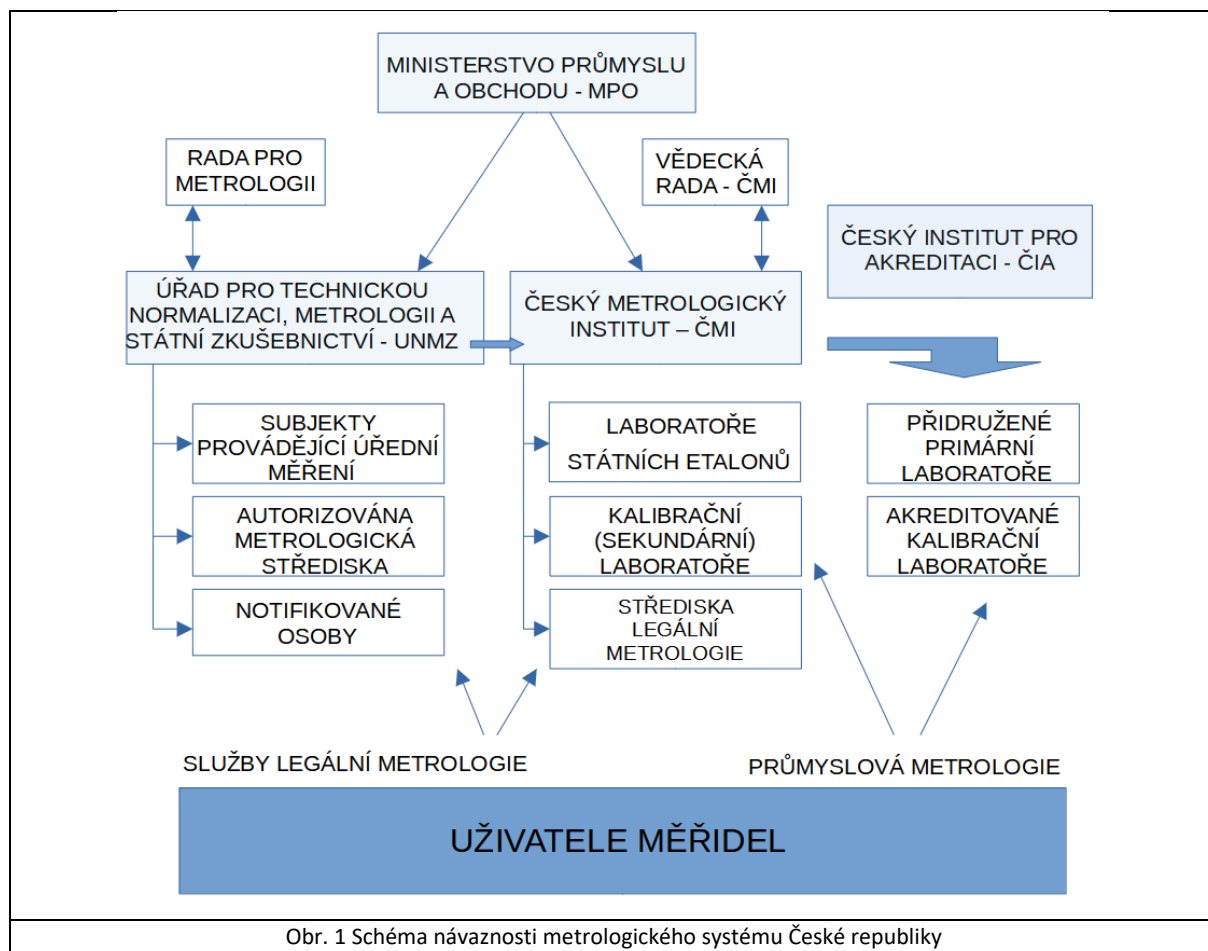 MINISTERSTVO PRŮMYSLU
A OBCHODU - MPO
RADA PRO
METROLOGII
VĚDECKÁ
RADA - ČMI
ČESKÝ INSTITUT PRO
AKREDITACI - ČIA
ÚŘAD PRO TECHNICKOU
NORMALIZACI, METROLOGII A
STÁTNÍ ZKUŠEBNICTVÍ - UNMZ
ČESKÝ METROLOGICKÝ
INSTITUT – ČMI
SUBJEKTY
PROVÁDĚJÍCÍ ÚŘEDNÍ
MĚŘENÍ
LABORATOŘE
STÁTNÍCH ETALONŮ
PŘIDRUŽENÉ
PRIMÁRNÍ
LABORATOŘE
AUTORIZOVÁNA
METROLOGICKÁ
STŘEDISKA
KALIBRAČNÍ
(SEKUNDÁRNÍ)
LABORATOŘE
AKREDITOVANÉ
KALIBRAČNÍ
LABORATOŘE
NOTIFIKOVANÉ
OSOBY
STŘEDISKA
LEGÁLNÍ
METROLOGIE
SLUŽBY LEGÁLNÍ METROLOGIE
PRŮMYSLOVÁ METROLOGIE
UŽIVATELE MĚŘIDEL
Obr. 1 Schéma návaznosti metrologického systému České republiky